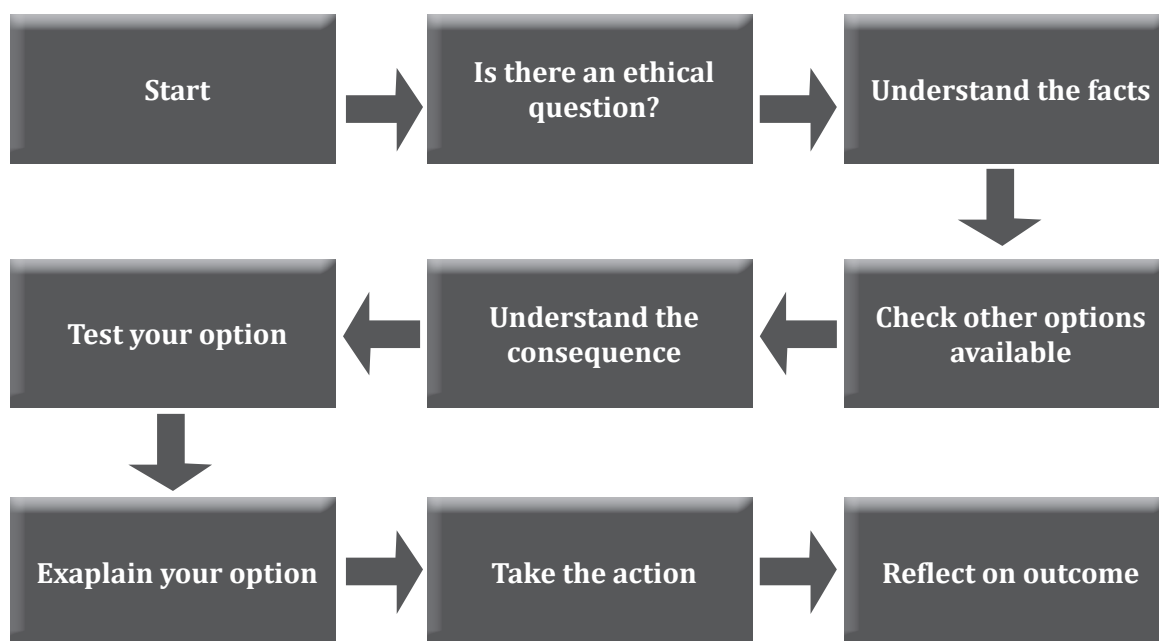 Start
Is there an ethical
question?
Understand the facts
Check other options
available
Understand the
consequence
Test your option
Exaplain your option
Take the action
Reflect on outcome